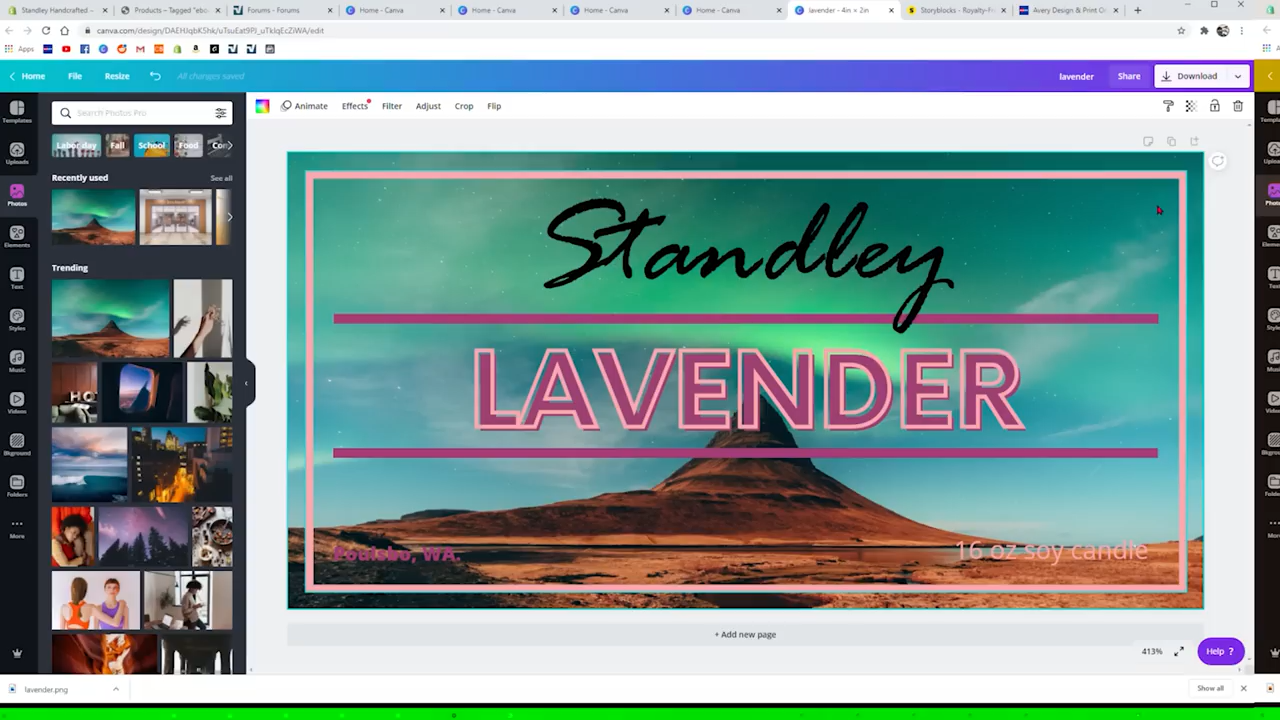 Standley Handcrafted –
Products – Tagged "ebo
Forums - Forums
Home - Canva
Home - Canva
Home - Canva
Home - Canva
lavender - 4in × 2in
Storyblocks - Royalty-F
Avery Design & Print O
canva.com/design/DAEHJqbK5hk/uTsuEat9PJ_uTklqEcZiWA/edit
Apps
Home
File
Resize
All changes saved
lavender
Share
Download
Search Photos Pro
Animate
Effects
Filter
Adjust
Crop
Flip
Templates
Uploads
Photos
Elements
Text
Styles
Music
Videos
Bkground
Folders
More
Labor day
Fall
School
Food
Recently used
See all
Trending
Standley
LAVENDER
Poulsbo, WA.
16 oz soy candle
+ Add new page
413%
Help ?
lavender.png
Show all